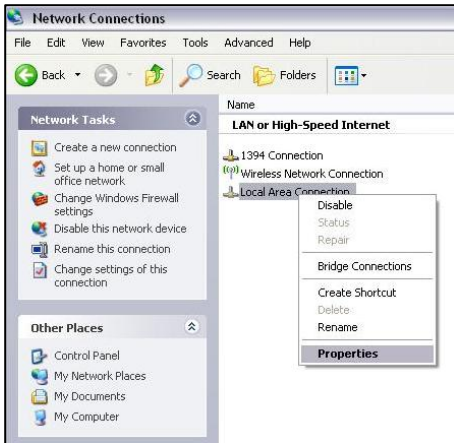 Network Connections
File Edit View Favorites Tools Advanced Help
Back Search Folders
Network Tasks
Create a new connection
Set up a home or small
office network
Change Windows Firewall
settings
Disable this network device
Rename this connection
Change settings of this
connection
Other Places
Control Panel
My Network Places
My Documents
My Computer
Name
LAN or High-Speed Internet
1394 Connection
Wireless Network Connection
Local Area Connection
Disable
Status
Repair
Bridge Connections
Create Shortcut
Delete
Rename
Properties